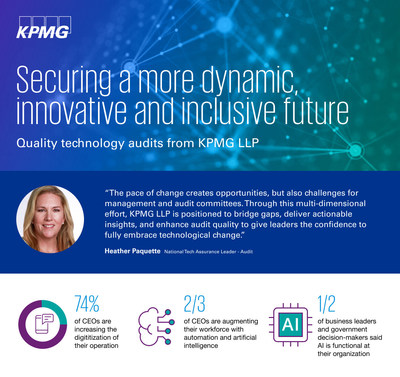 KPMG
Securing a more dynamic,
innovative and inclusive future
Quality technology audits from KPMG LLP
“The pace of change creates opportunities, but also challenges for
management and audit committees. Through this multi-dimensional
effort, KPMG LLP is positioned to bridge gaps, deliver actionable
insights, and enhance audit quality to give leaders the confidence to
fully embrace technological change.”
Heather Paquette National Tech Assurance Leader - Audit
74%
of CEOs are
increasing the
digititization of
their operation
2/3
of CEOs are augmenting
their workforce with
automation and artificial
intelligence
AI
1/2
of business leaders
and government
decision-makers said
AI is functional at
their organization